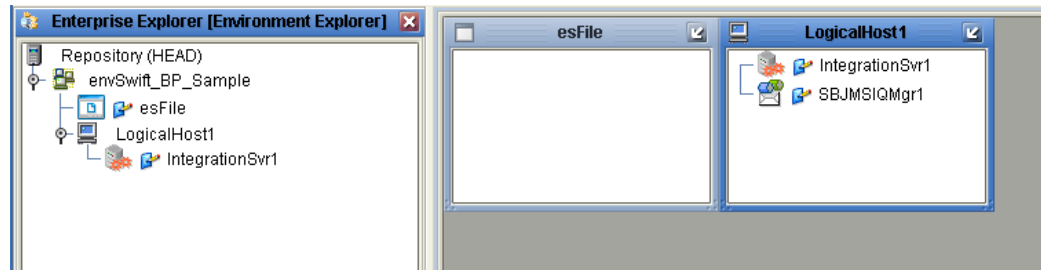 Enterprise Explorer [Environment Explorer]
Repository (HEAD)
envSwift_BP_Sample
esFile
LogicalHost1
IntegrationSvr1
esFile
LogicalHost1
IntegrationSvr1
SBJMSIQMgr1